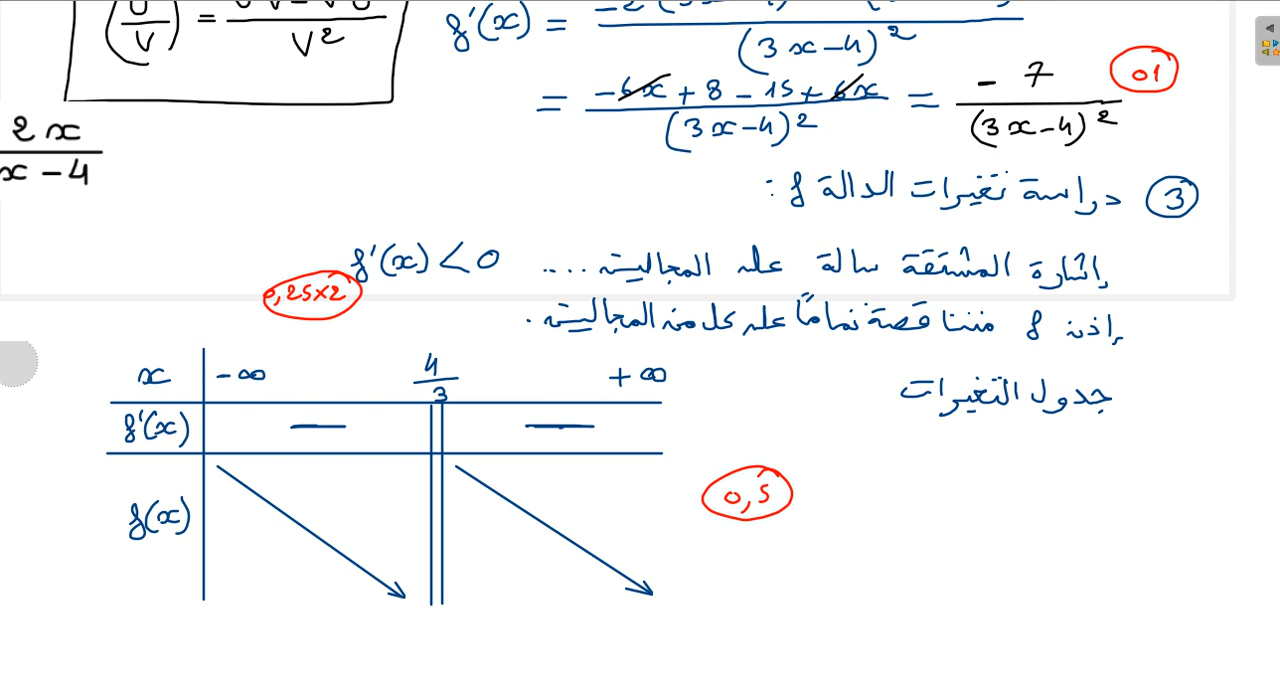 f'(x) =
(3x-4)²
= (-6x + 8 - 15 + 6x)/(3x-4)² = -7/(3x-4)² 01
V²
2x
x - 4
③ دراسة تغيرات الدالة f :
إشارة المشتقة سالبة على المجالين .... f'(x) < 0
0,25×2
إذن f متناقصة تمامًا على كل من المجالين .
جدول التغيرات
x -∞ 4/3 +∞
f'(x) — —
f(x)
0,5